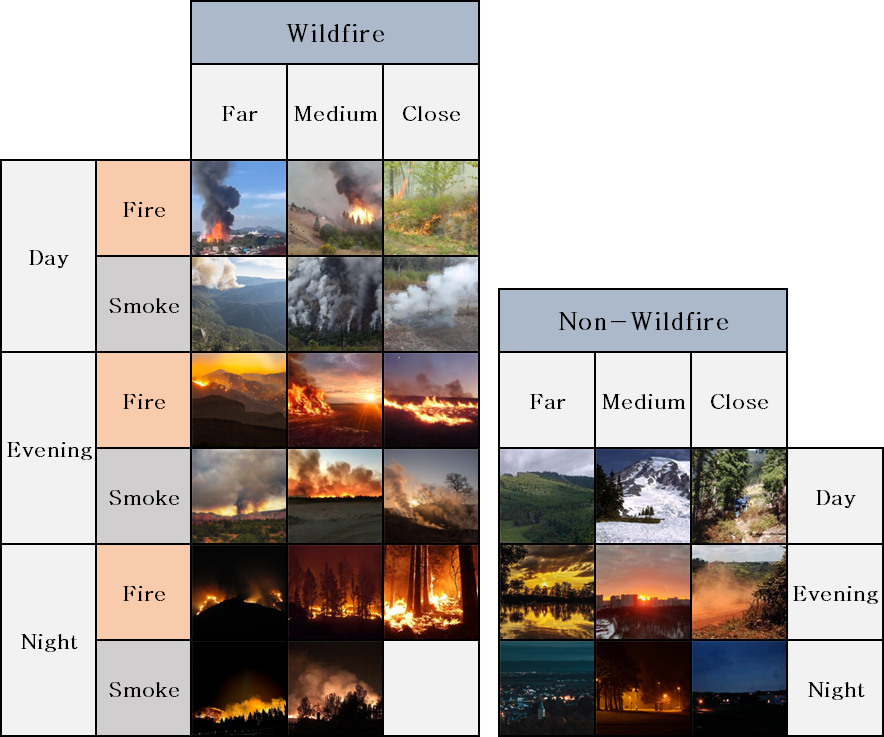 Wildfire
Far Medium Close
Day
Fire
Smoke
Evening
Fire
Smoke
Night
Fire
Smoke
Non-Wildfire
Far Medium Close
Day
Evening
Night